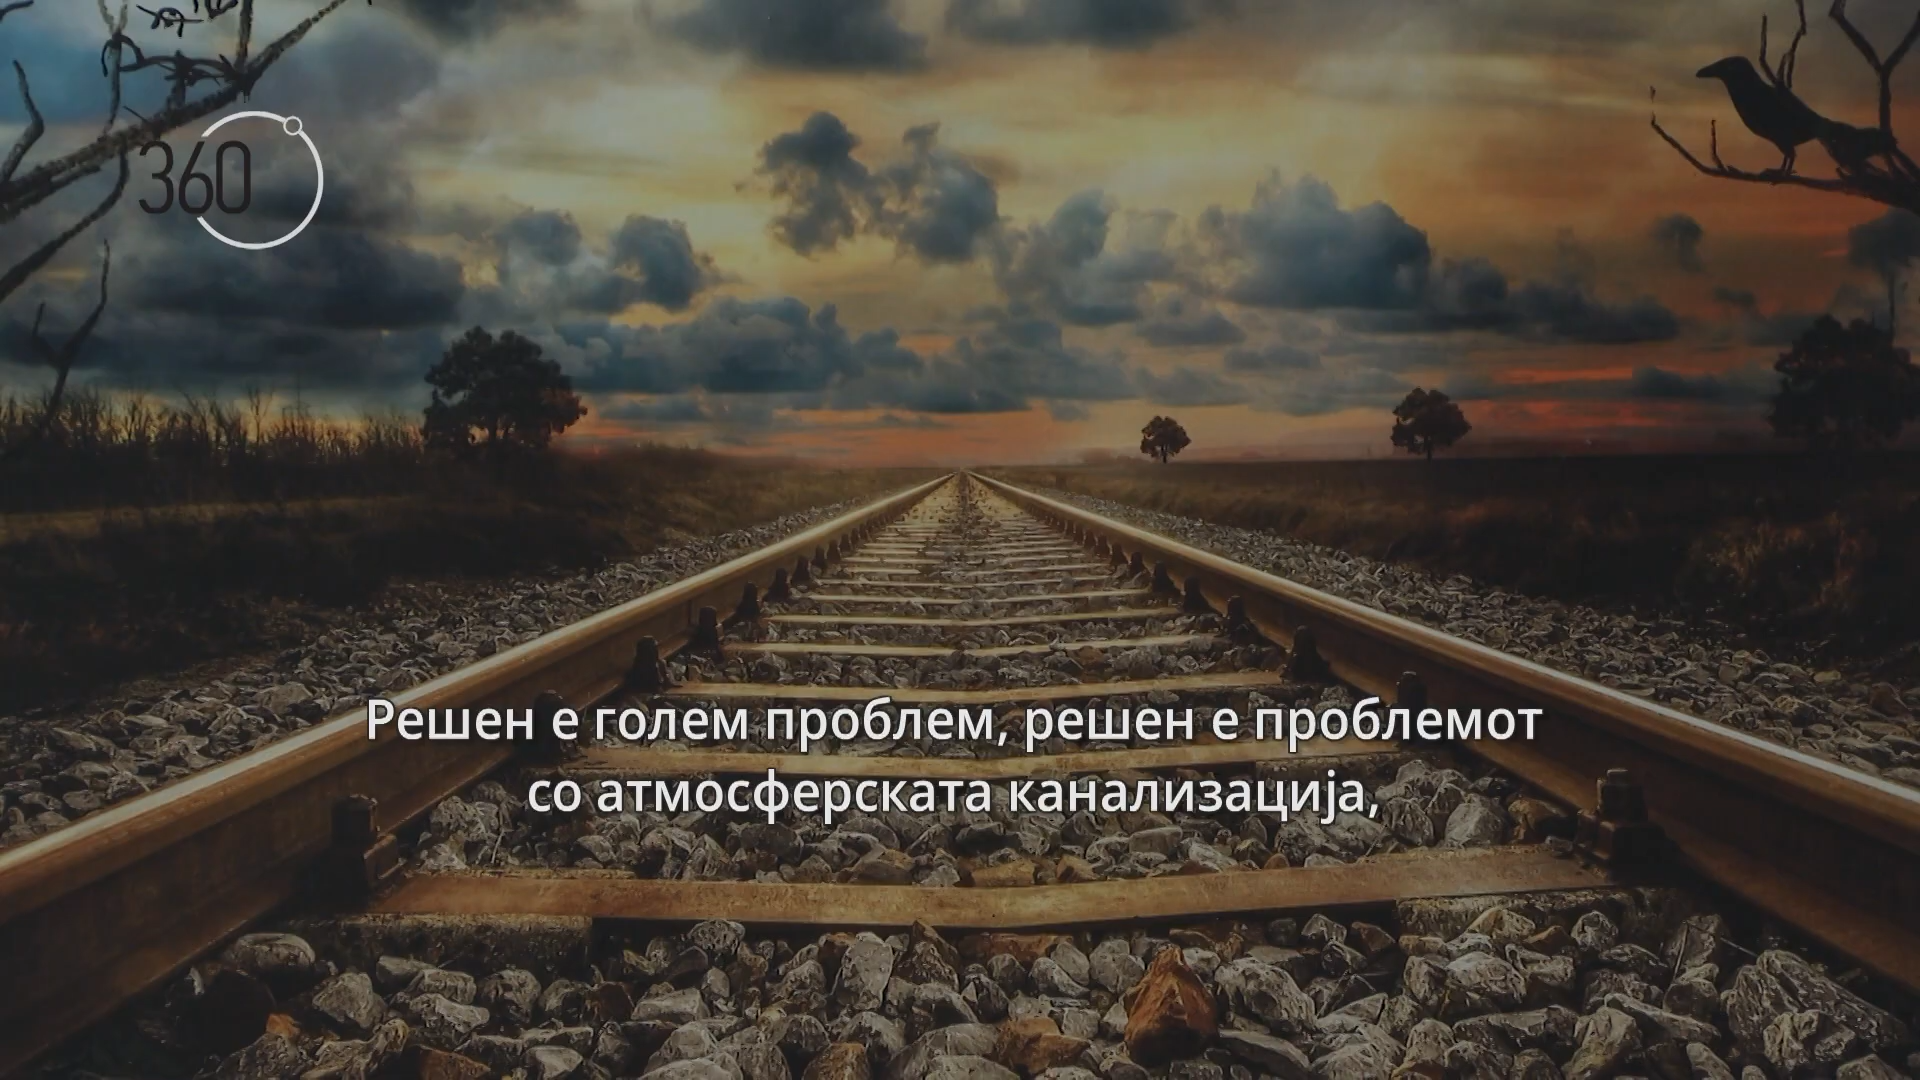 360
Решен е голем проблем, решен е проблемот
со атмосферската канализација,